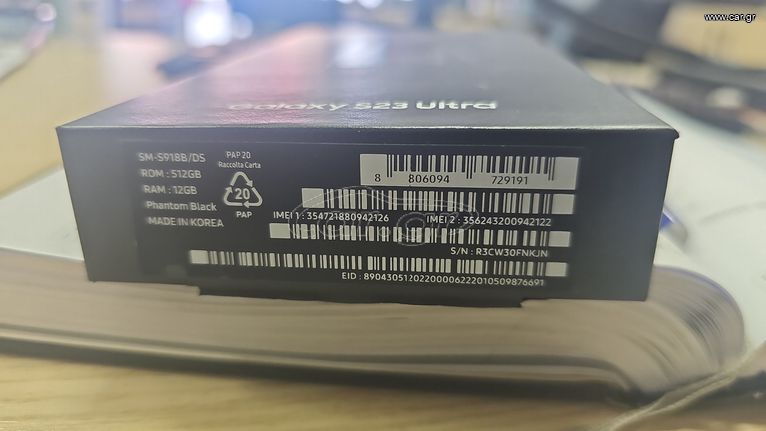 www.car.gr
Galaxy S23 Ultra
SM-S918B/DS
ROM : 512GB
RAM : 12GB
Phantom Black
MADE IN KOREA
PAP 20
Raccolta Carta
20
PAP
8 806094 729191
IMEI 1 : 354721880942126
IMEI 2 : 356243200942122
S/N : R3CW30FNKJN
EID : 89043051202200006222010509876691